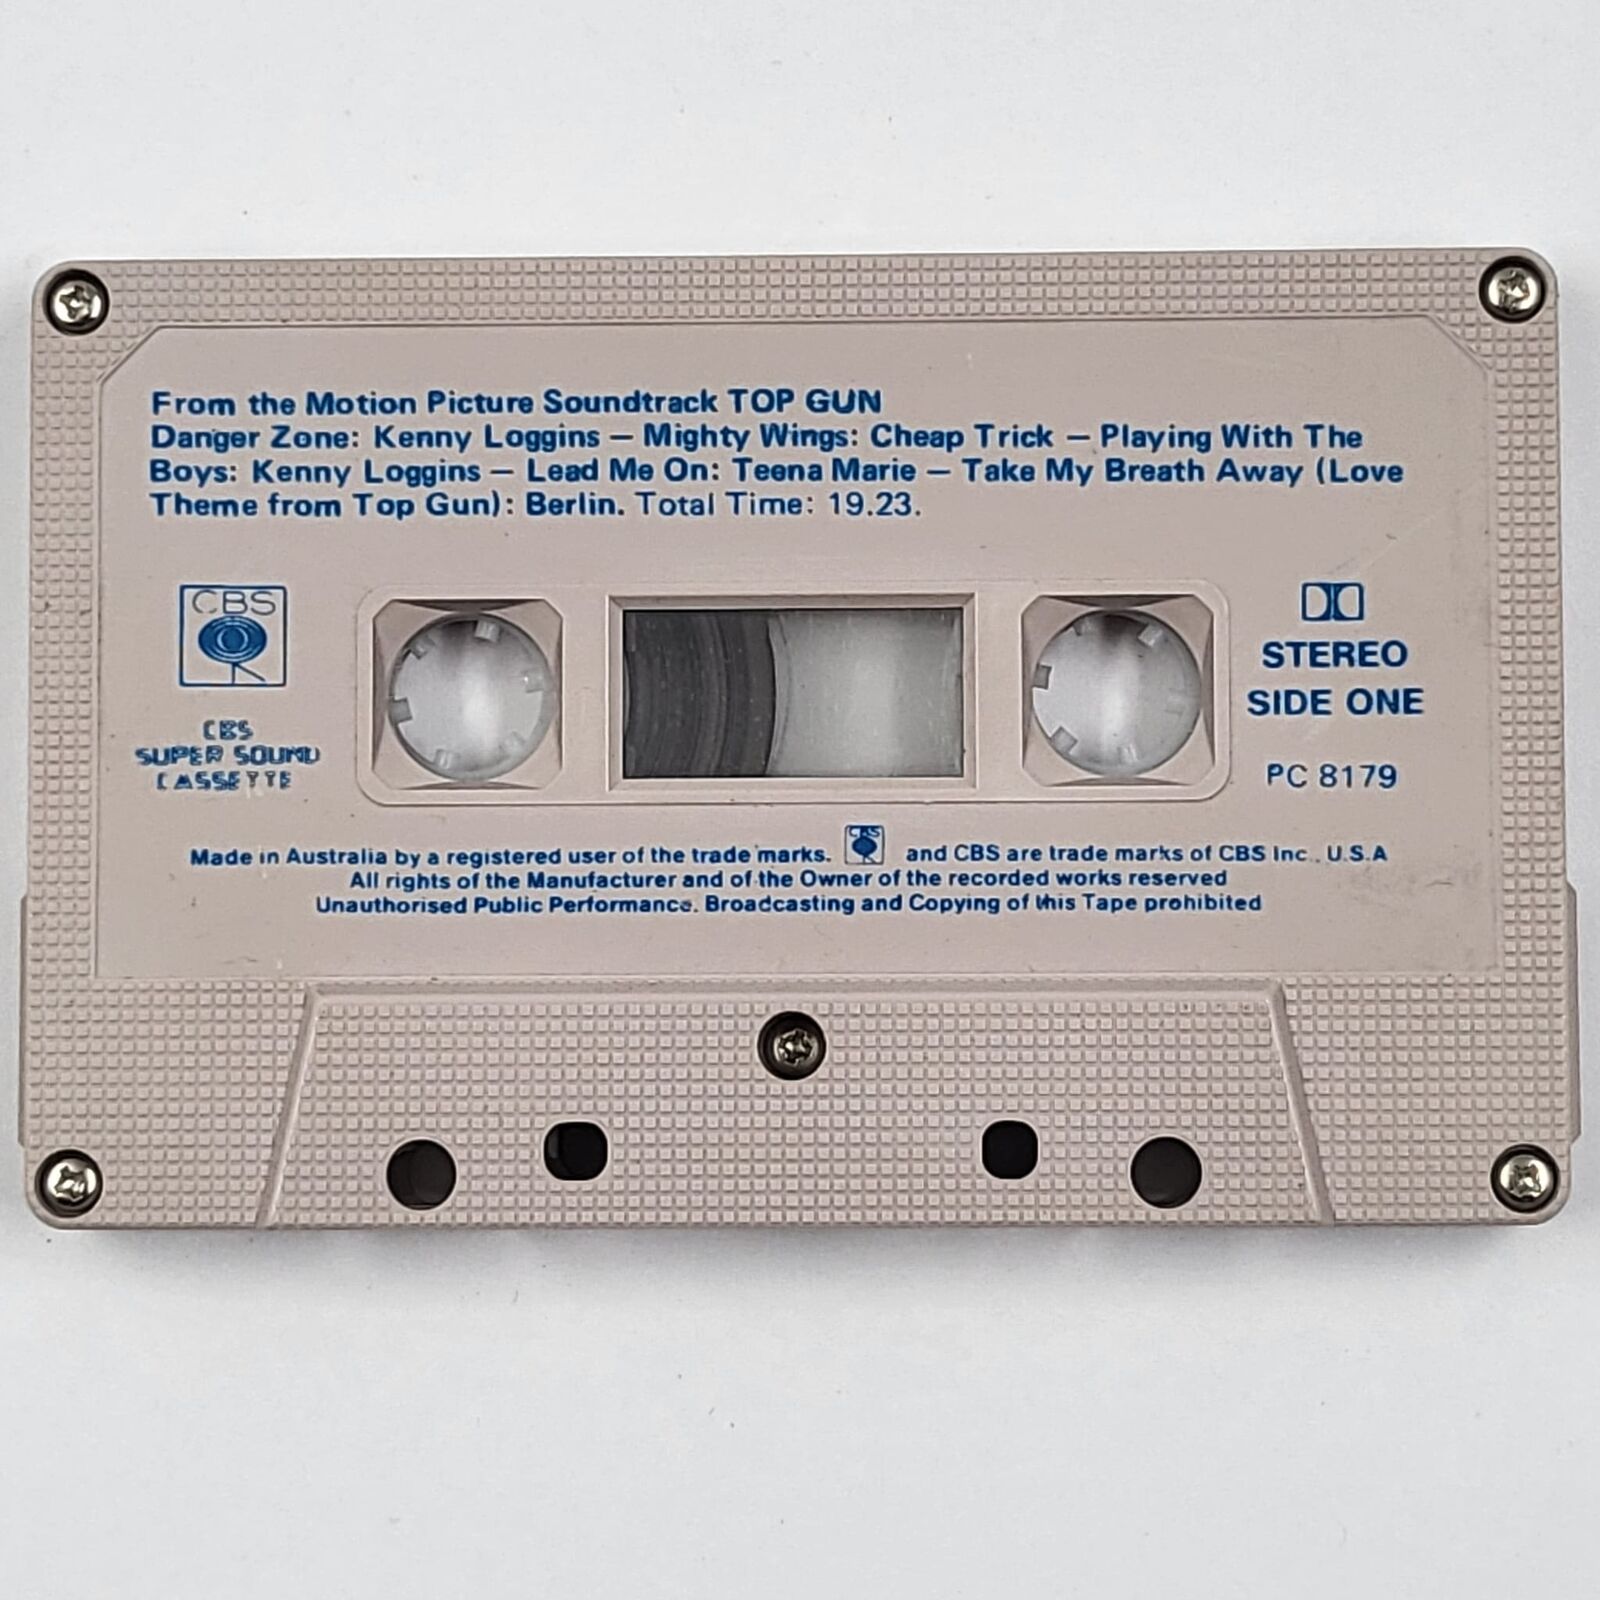 From the Motion Picture Soundtrack TOP GUN
Danger Zone: Kenny Loggins — Mighty Wings: Cheap Trick — Playing With The
Boys: Kenny Loggins — Lead Me On: Teena Marie — Take My Breath Away (Love
Theme from Top Gun): Berlin. Total Time: 19.23.
CBS
CBS
SUPER SOUND
CASSETTE
STEREO
SIDE ONE
PC 8179
Made in Australia by a registered user of the trade marks. CBS and CBS are trade marks of CBS Inc., U.S.A
All rights of the Manufacturer and of the Owner of the recorded works reserved
Unauthorised Public Performance. Broadcasting and Copying of this Tape prohibited